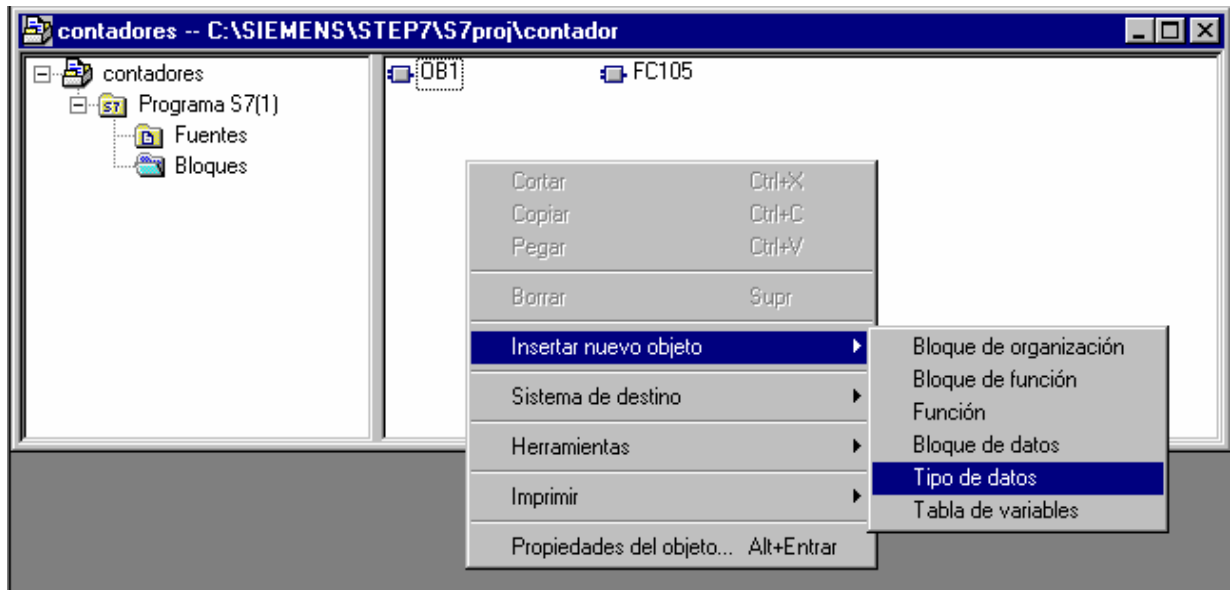 contadores -- C:\SIEMENS\STEP7\S7proj\contador
contadores
Programa S7(1)
Fuentes
Bloques
OB1 FC105
Cortar Ctrl+X
Copiar Ctrl+C
Pegar Ctrl+V
Borrar Supr
Insertar nuevo objeto
Sistema de destino
Herramientas
Imprimir
Propiedades del objeto... Alt+Entrar
Bloque de organización
Bloque de función
Función
Bloque de datos
Tipo de datos
Tabla de variables